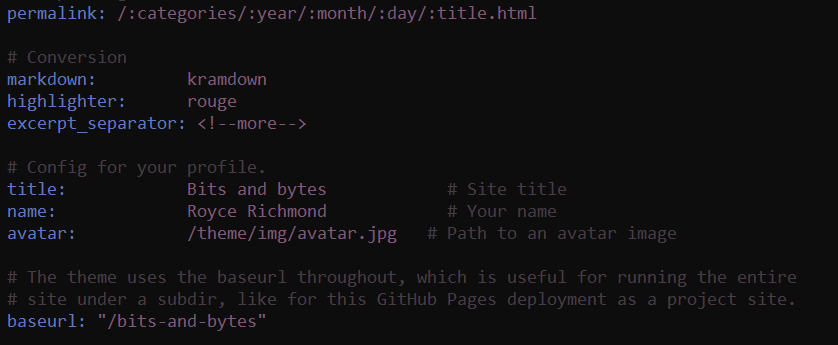 permalink: /:categories/:year/:month/:day/:title.html
# Conversion
markdown: kramdown
highlighter: rouge
excerpt_separator: <!--more-->
# Config for your profile.
title: Bits and bytes # Site title
name: Royce Richmond # Your name
avatar: /theme/img/avatar.jpg # Path to an avatar image
# The theme uses the baseurl throughout, which is useful for running the entire
# site under a subdir, like for this GitHub Pages deployment as a project site.
baseurl: "/bits-and-bytes"